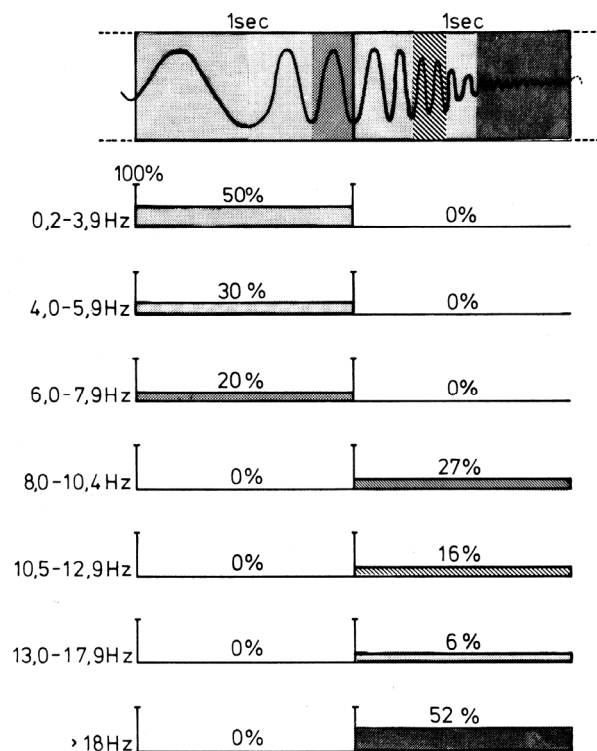 1sec 1sec
100%
0,2-3,9Hz 50% 0%
4,0-5,9Hz 30% 0%
6,0-7,9Hz 20% 0%
8,0-10,4Hz 0% 27%
10,5-12,9Hz 0% 16%
13,0-17,9Hz 0% 6%
>18Hz 0% 52%